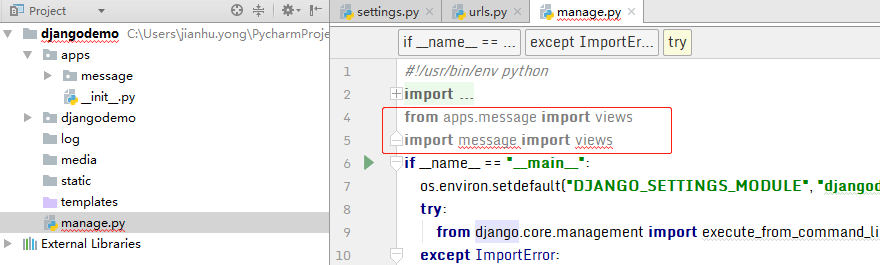 Project
settings.py
urls.py
manage.py
djangodemo C:\Users\jianhu.yong\PycharmProje
apps
message
__init__.py
djangodemo
log
media
static
templates
manage.py
External Libraries
if __name__ == ...
except ImportErr...
try
1 #!/usr/bin/env python
2 import ...
4 from apps.message import views
5 import message import views
6 if __name__ == "__main__":
7 os.environ.setdefault("DJANGO_SETTINGS_MODULE", "djangod
8 try:
9 from django.core.management import execute_from_command_li
10 except ImportError: